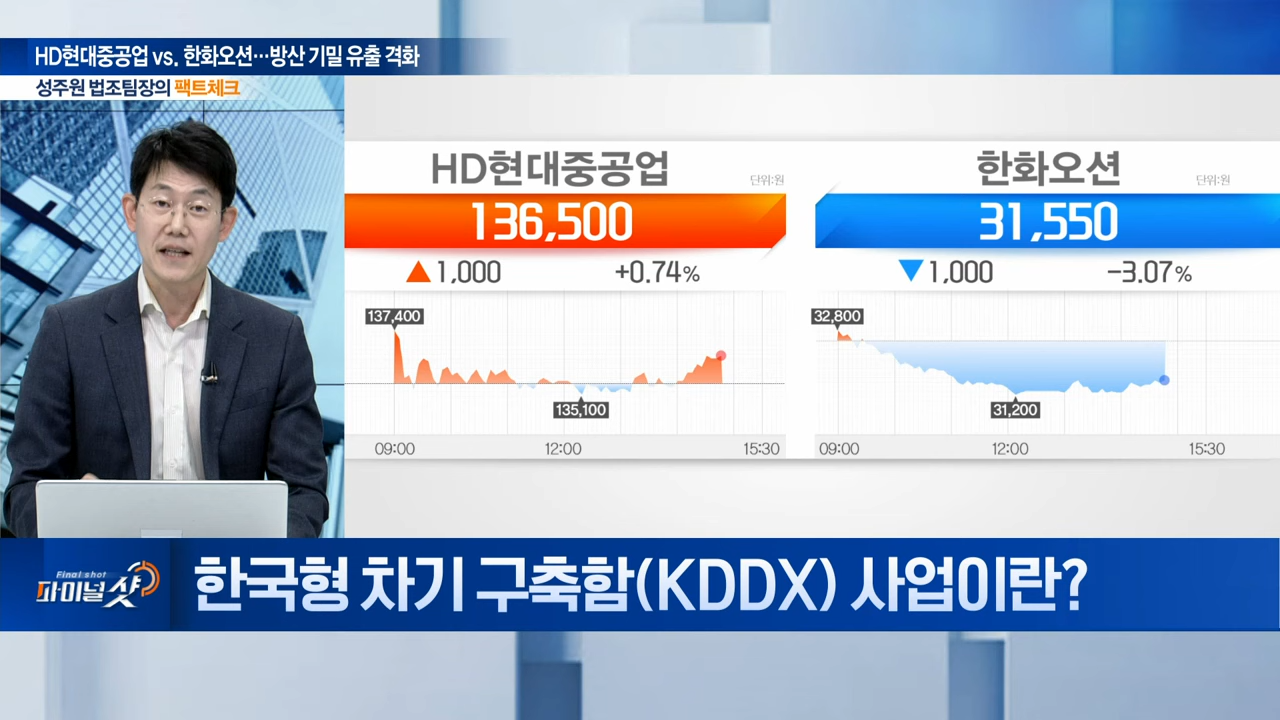 HD현대중공업 vs. 한화오션…방산 기밀 유출 격화
성주원 법조팀장의 팩트체크
HD현대중공업
단위:원
136,500
▲1,000 +0.74%
137,400
135,100
09:00 12:00 15:30
한화오션
단위:원
31,550
▼1,000 -3.07%
32,800
31,200
09:00 12:00 15:30
Final shot
파이널샷
한국형 차기 구축함(KDDX) 사업이란?